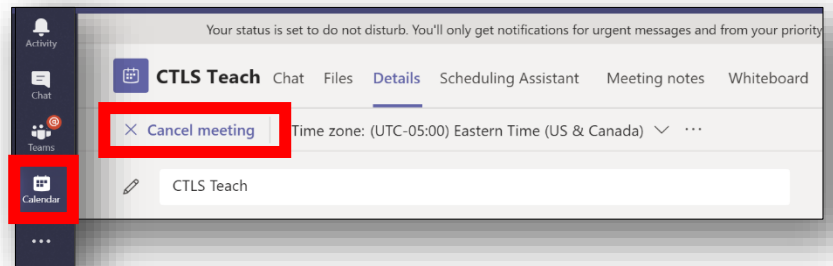 Activity
Chat
@
Teams
Calendar
Your status is set to do not disturb. You'll only get notifications for urgent messages and from your priority
CTLS Teach Chat Files Details Scheduling Assistant Meeting notes Whiteboard
× Cancel meeting Time zone: (UTC-05:00) Eastern Time (US & Canada) ···
CTLS Teach